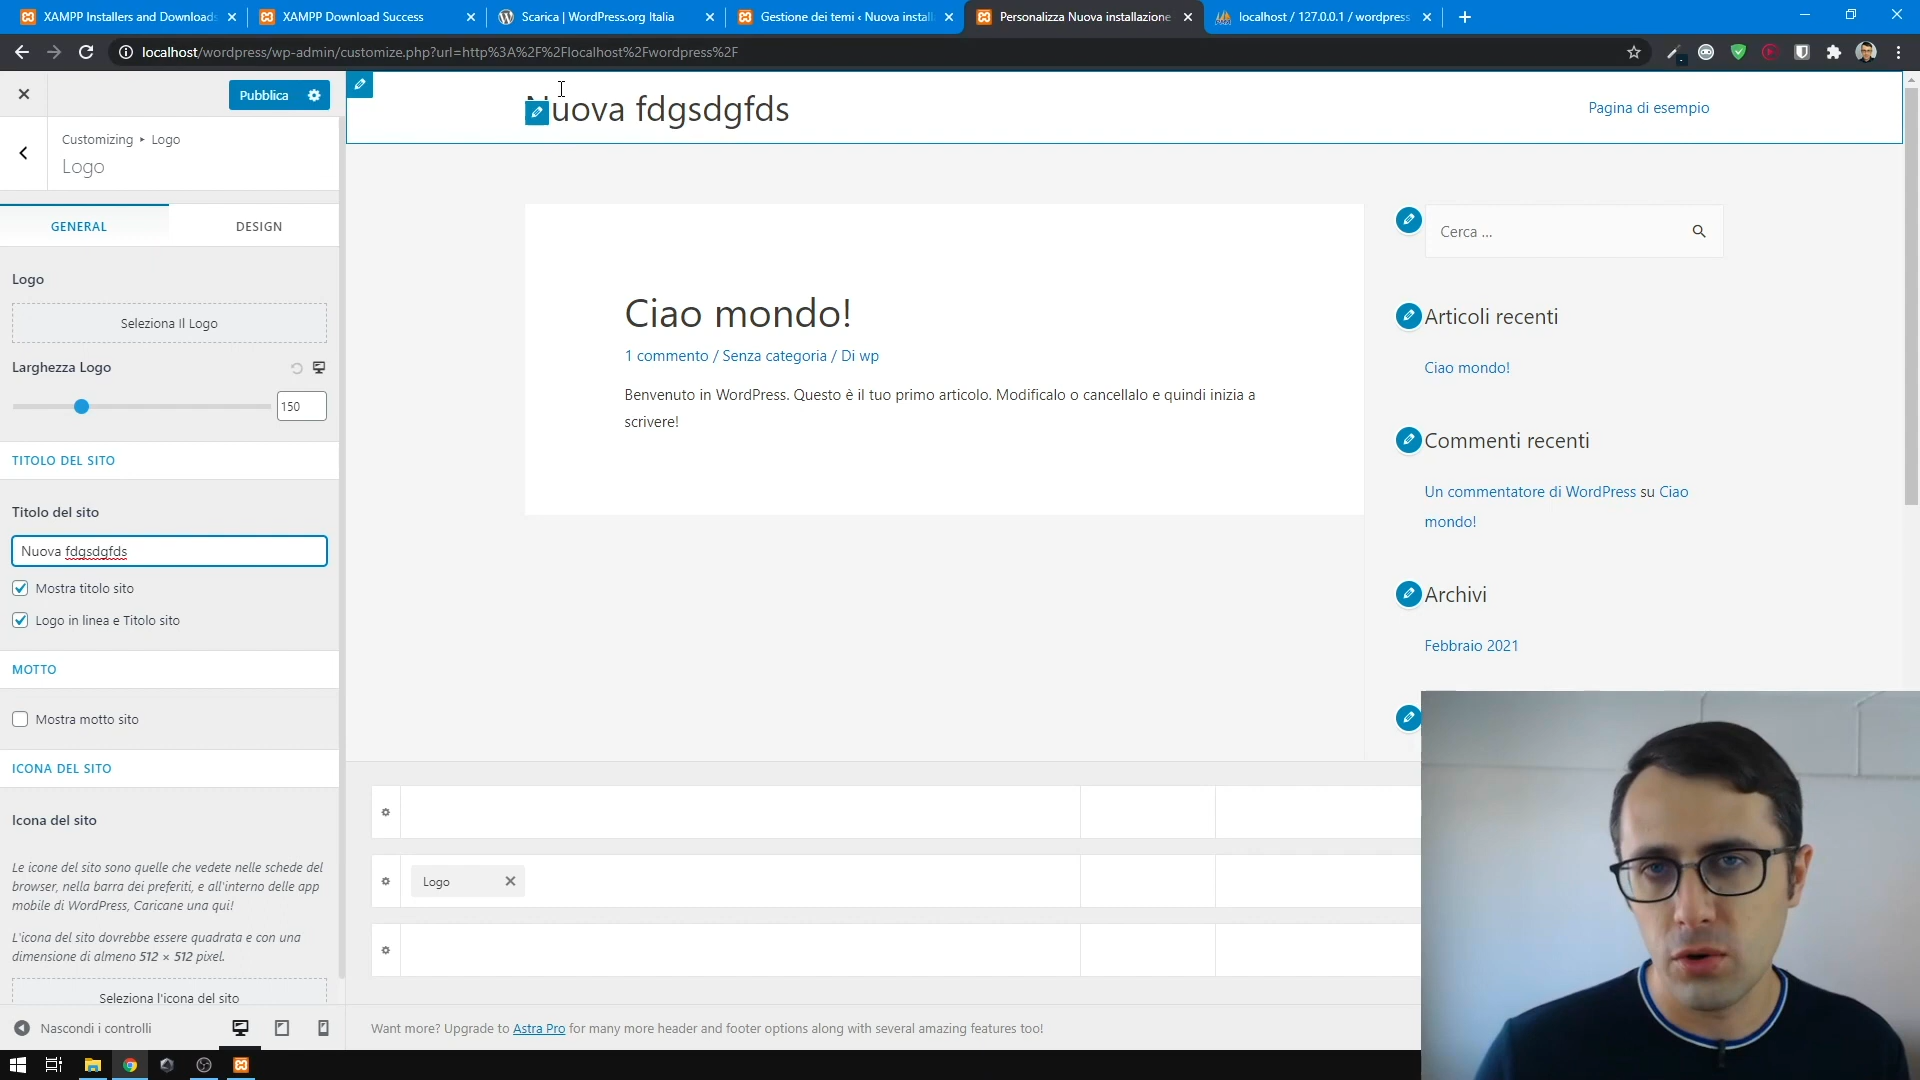 XAMPP Installers and Downloads
XAMPP Download Success
Scarica | WordPress.org Italia
Gestione dei temi ‹ Nuova install
Personalizza Nuova installazione
localhost / 127.0.0.1 / wordpress
localhost/wordpress/wp-admin/customize.php?url=http%3A%2F%2Flocalhost%2Fwordpress%2F
Pubblica
Customizing ▸ Logo
Logo
GENERAL
DESIGN
Logo
Seleziona Il Logo
Larghezza Logo
150
TITOLO DEL SITO
Titolo del sito
Nuova fdgsdgfds
Mostra titolo sito
Logo in linea e Titolo sito
MOTTO
Mostra motto sito
ICONA DEL SITO
Icona del sito
Le icone del sito sono quelle che vedete nelle schede del
browser, nella barra dei preferiti, e all'interno delle app
mobile di WordPress, Caricane una qui!
L'icona del sito dovrebbe essere quadrata e con una
dimensione di almeno 512 × 512 pixel.
Seleziona l'icona del sito
Nascondi i controlli
Nuova fdgsdgfds
Pagina di esempio
Ciao mondo!
1 commento / Senza categoria / Di wp
Benvenuto in WordPress. Questo è il tuo primo articolo. Modificalo o cancellalo e quindi inizia a
scrivere!
Cerca ...
Articoli recenti
Ciao mondo!
Commenti recenti
Un commentatore di WordPress su Ciao
mondo!
Archivi
Febbraio 2021
Logo
Want more? Upgrade to Astra Pro for many more header and footer options along with several amazing features too!